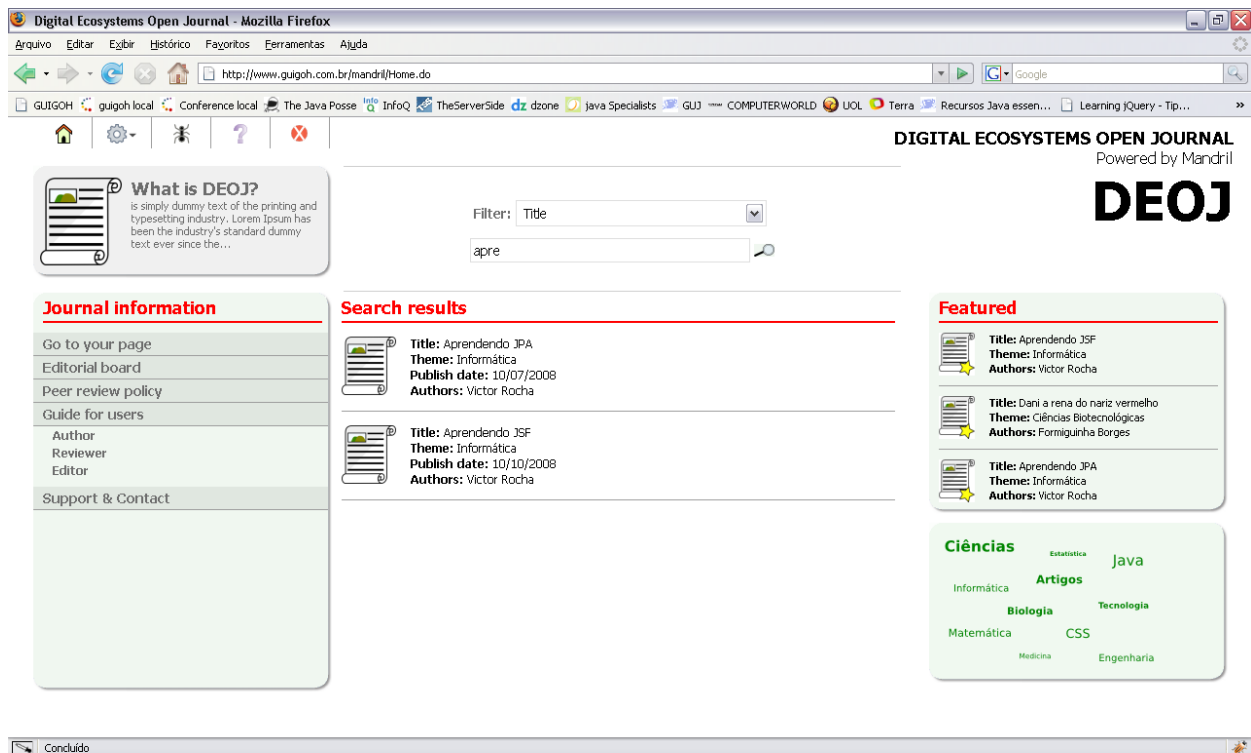 Digital Ecosystems Open Journal - Mozilla Firefox
Arquivo Editar Exibir Histórico Favoritos Ferramentas Ajuda
http://www.guigoh.com.br/mandril/Home.do
Google
GUIGOH guigoh local Conference local The Java Posse InfoQ TheServerSide dzone java Specialists GUJ COMPUTERWORLD UOL Terra Recursos Java essen... Learning jQuery - Tip... »
DIGITAL ECOSYSTEMS OPEN JOURNAL
Powered by Mandril
DEOJ
What is DEOJ?
is simply dummy text of the printing and
typesetting industry. Lorem Ipsum has
been the industry's standard dummy
text ever since the...
Filter: Title
apre
Journal information
Go to your page
Editorial board
Peer review policy
Guide for users
Author
Reviewer
Editor
Support & Contact
Search results
Title: Aprendendo JPA
Theme: Informática
Publish date: 10/07/2008
Authors: Victor Rocha
Title: Aprendendo JSF
Theme: Informática
Publish date: 10/10/2008
Authors: Victor Rocha
Featured
Title: Aprendendo JSF
Theme: Informática
Authors: Victor Rocha
Title: Dani a rena do nariz vermelho
Theme: Ciências Biotecnológicas
Authors: Formiguinha Borges
Title: Aprendendo JPA
Theme: Informática
Authors: Victor Rocha
Ciências Estatística Java
Informática Artigos
Biologia Tecnologia
Matemática CSS
Medicina Engenharia
Concluído